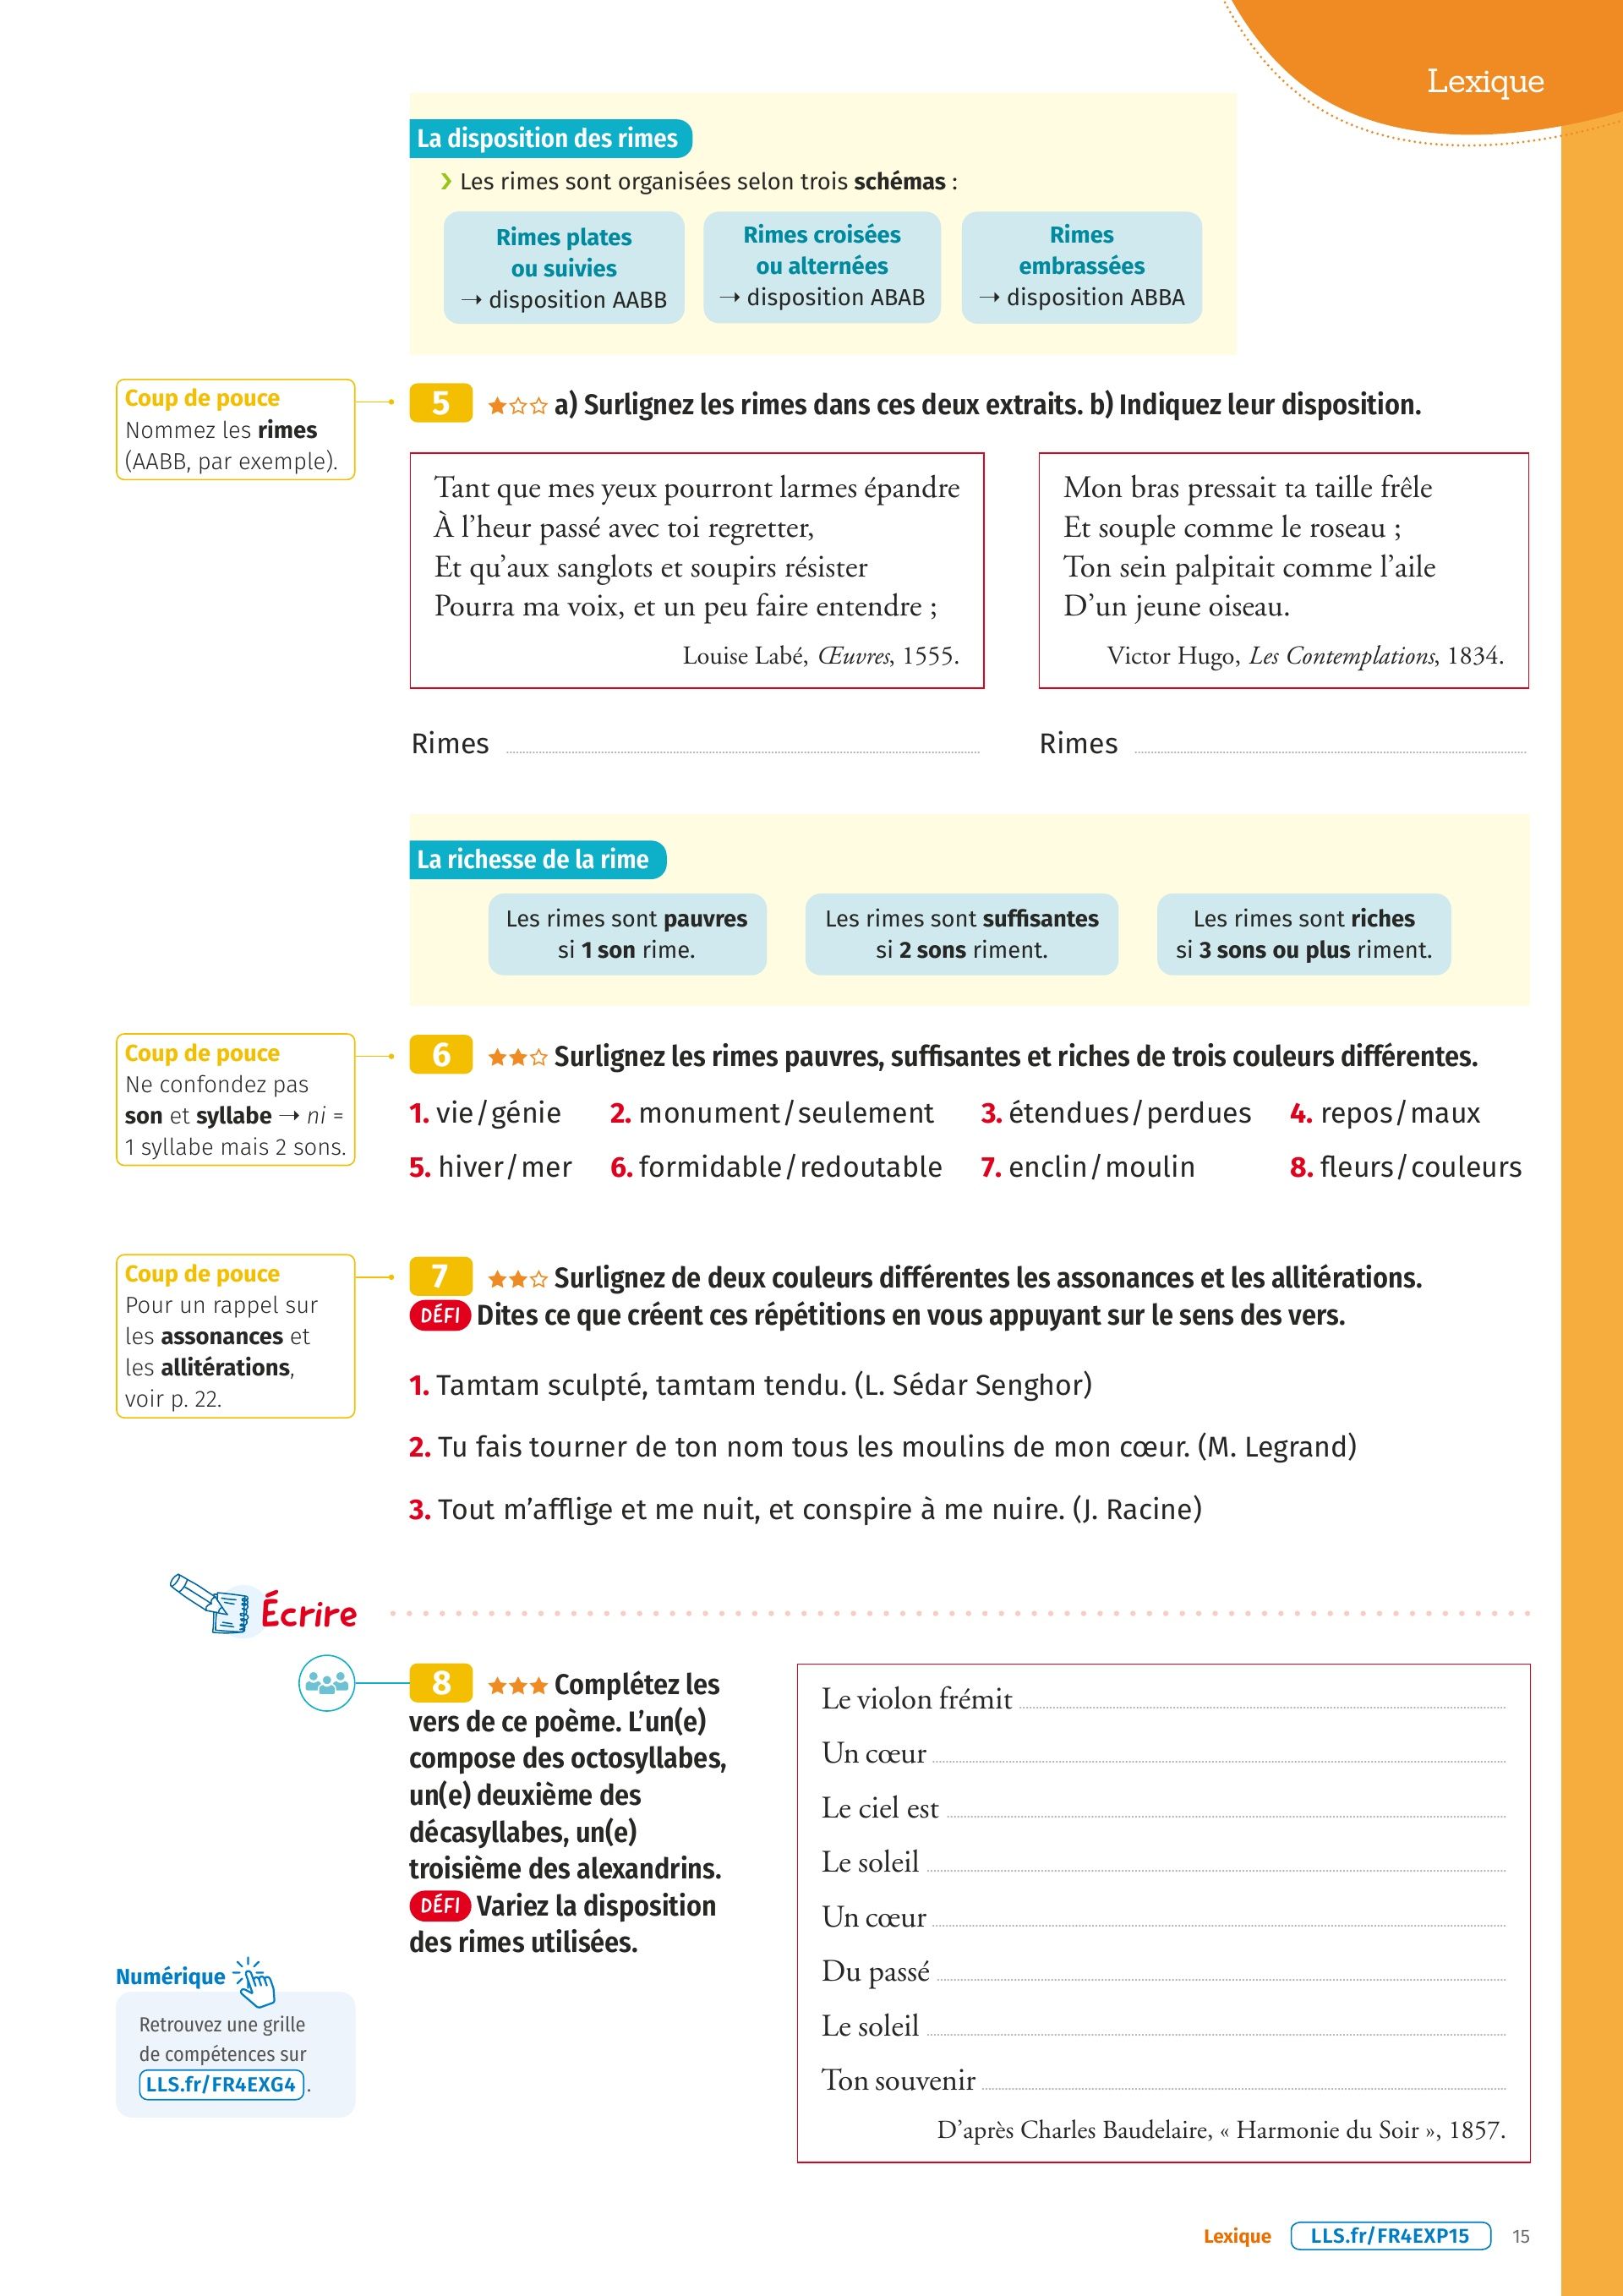 Lexique
La disposition des rimes
› Les rimes sont organisées selon trois schémas :
Rimes plates
ou suivies
→ disposition AABB
Rimes croisées
ou alternées
→ disposition ABAB
Rimes
embrassées
→ disposition ABBA
Coup de pouce
Nommez les rimes
(AABB, par exemple).
5 a) Surlignez les rimes dans ces deux extraits. b) Indiquez leur disposition.
Tant que mes yeux pourront larmes épandre
À l’heur passé avec toi regretter,
Et qu’aux sanglots et soupirs résister
Pourra ma voix, et un peu faire entendre ;
Louise Labé, Œuvres, 1555.
Mon bras pressait ta taille frêle
Et souple comme le roseau ;
Ton sein palpitait comme l’aile
D’un jeune oiseau.
Victor Hugo, Les Contemplations, 1834.
Rimes
Rimes
La richesse de la rime
Les rimes sont pauvres
si 1 son rime.
Les rimes sont suffisantes
si 2 sons riment.
Les rimes sont riches
si 3 sons ou plus riment.
Coup de pouce
Ne confondez pas
son et syllabe → ni =
1 syllabe mais 2 sons.
6 Surlignez les rimes pauvres, suffisantes et riches de trois couleurs différentes.
1. vie / génie 2. monument / seulement 3. étendues / perdues 4. repos / maux
5. hiver / mer 6. formidable / redoutable 7. enclin / moulin 8. fleurs / couleurs
Coup de pouce
Pour un rappel sur
les assonances et
les allitérations,
voir p. 22.
7 Surlignez de deux couleurs différentes les assonances et les allitérations.
DÉFI Dites ce que créent ces répétitions en vous appuyant sur le sens des vers.
1. Tamtam sculpté, tamtam tendu. (L. Sédar Senghor)
2. Tu fais tourner de ton nom tous les moulins de mon cœur. (M. Legrand)
3. Tout m’afflige et me nuit, et conspire à me nuire. (J. Racine)
Écrire
8 Complétez les
vers de ce poème. L’un(e)
compose des octosyllabes,
un(e) deuxième des
décasyllabes, un(e)
troisième des alexandrins.
DÉFI Variez la disposition
des rimes utilisées.
Le violon frémit
Un cœur
Le ciel est
Le soleil
Un cœur
Du passé
Le soleil
Ton souvenir
D’après Charles Baudelaire, « Harmonie du Soir », 1857.
Numérique
Retrouvez une grille
de compétences sur
LLS.fr/FR4EXG4 .
Lexique LLS.fr/FR4EXP15 15